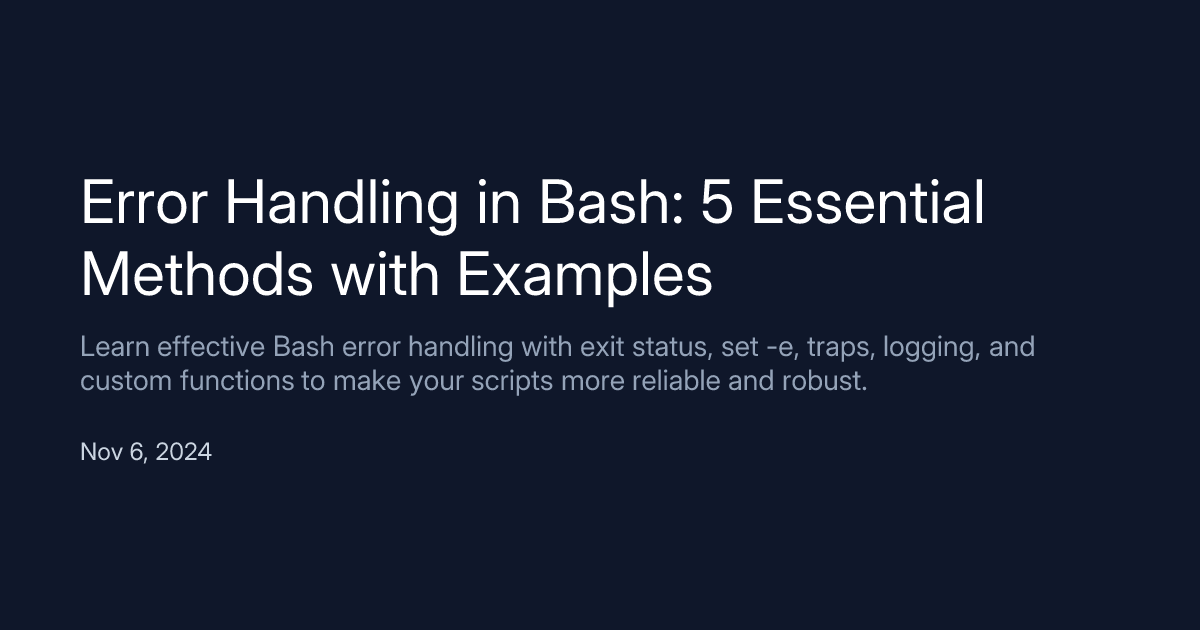 Error Handling in Bash: 5 Essential
Methods with Examples
Learn effective Bash error handling with exit status, set -e, traps, logging, and
custom functions to make your scripts more reliable and robust.
Nov 6, 2024